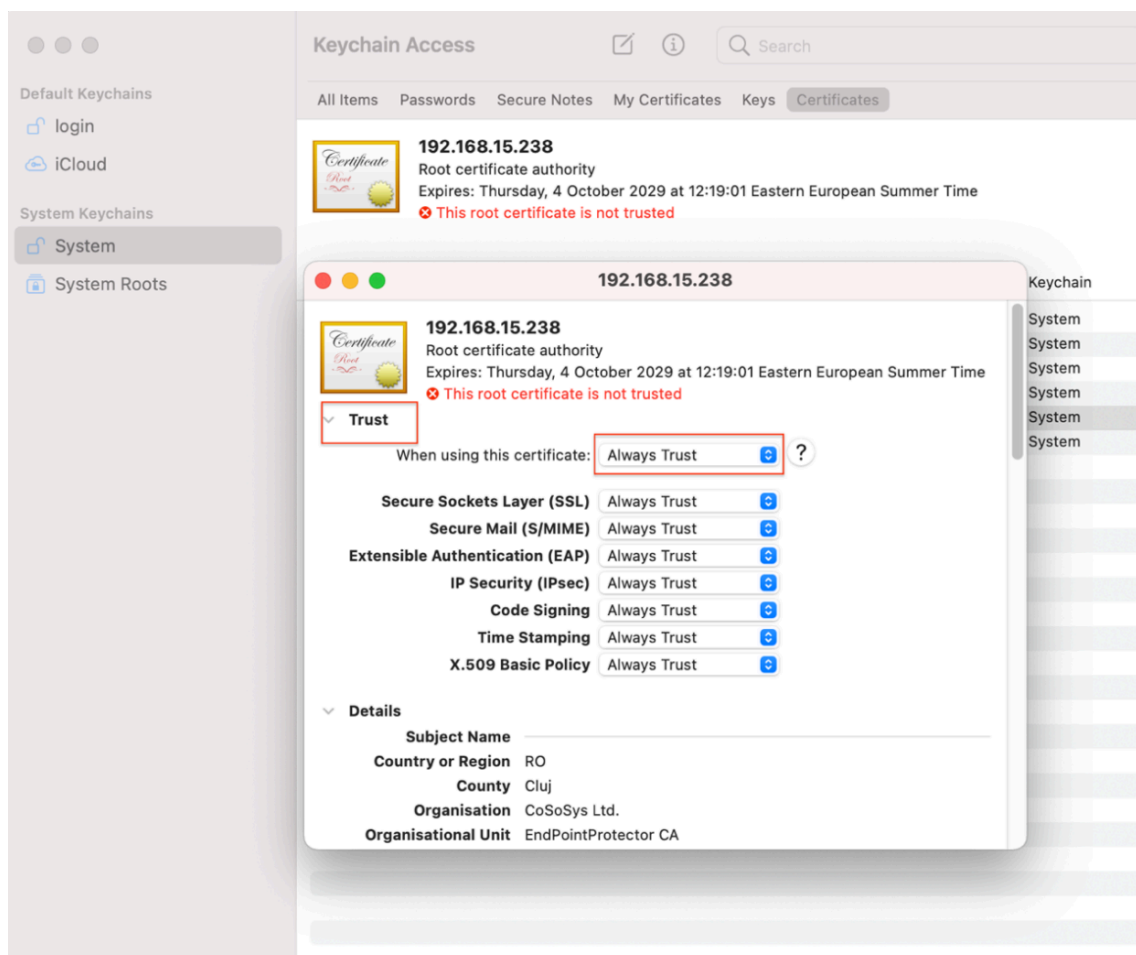 Keychain Access
Search
Default Keychains
login
iCloud
System Keychains
System
System Roots
All Items Passwords Secure Notes My Certificates Keys Certificates
Certificate
Root
192.168.15.238
Root certificate authority
Expires: Thursday, 4 October 2029 at 12:19:01 Eastern European Summer Time
This root certificate is not trusted
Keychain
System
System
System
System
System
System
192.168.15.238
Certificate
Root
192.168.15.238
Root certificate authority
Expires: Thursday, 4 October 2029 at 12:19:01 Eastern European Summer Time
This root certificate is not trusted
Trust
When using this certificate: Always Trust ?
Secure Sockets Layer (SSL) Always Trust
Secure Mail (S/MIME) Always Trust
Extensible Authentication (EAP) Always Trust
IP Security (IPsec) Always Trust
Code Signing Always Trust
Time Stamping Always Trust
X.509 Basic Policy Always Trust
Details
Subject Name
Country or Region RO
County Cluj
Organisation CoSoSys Ltd.
Organisational Unit EndPointProtector CA